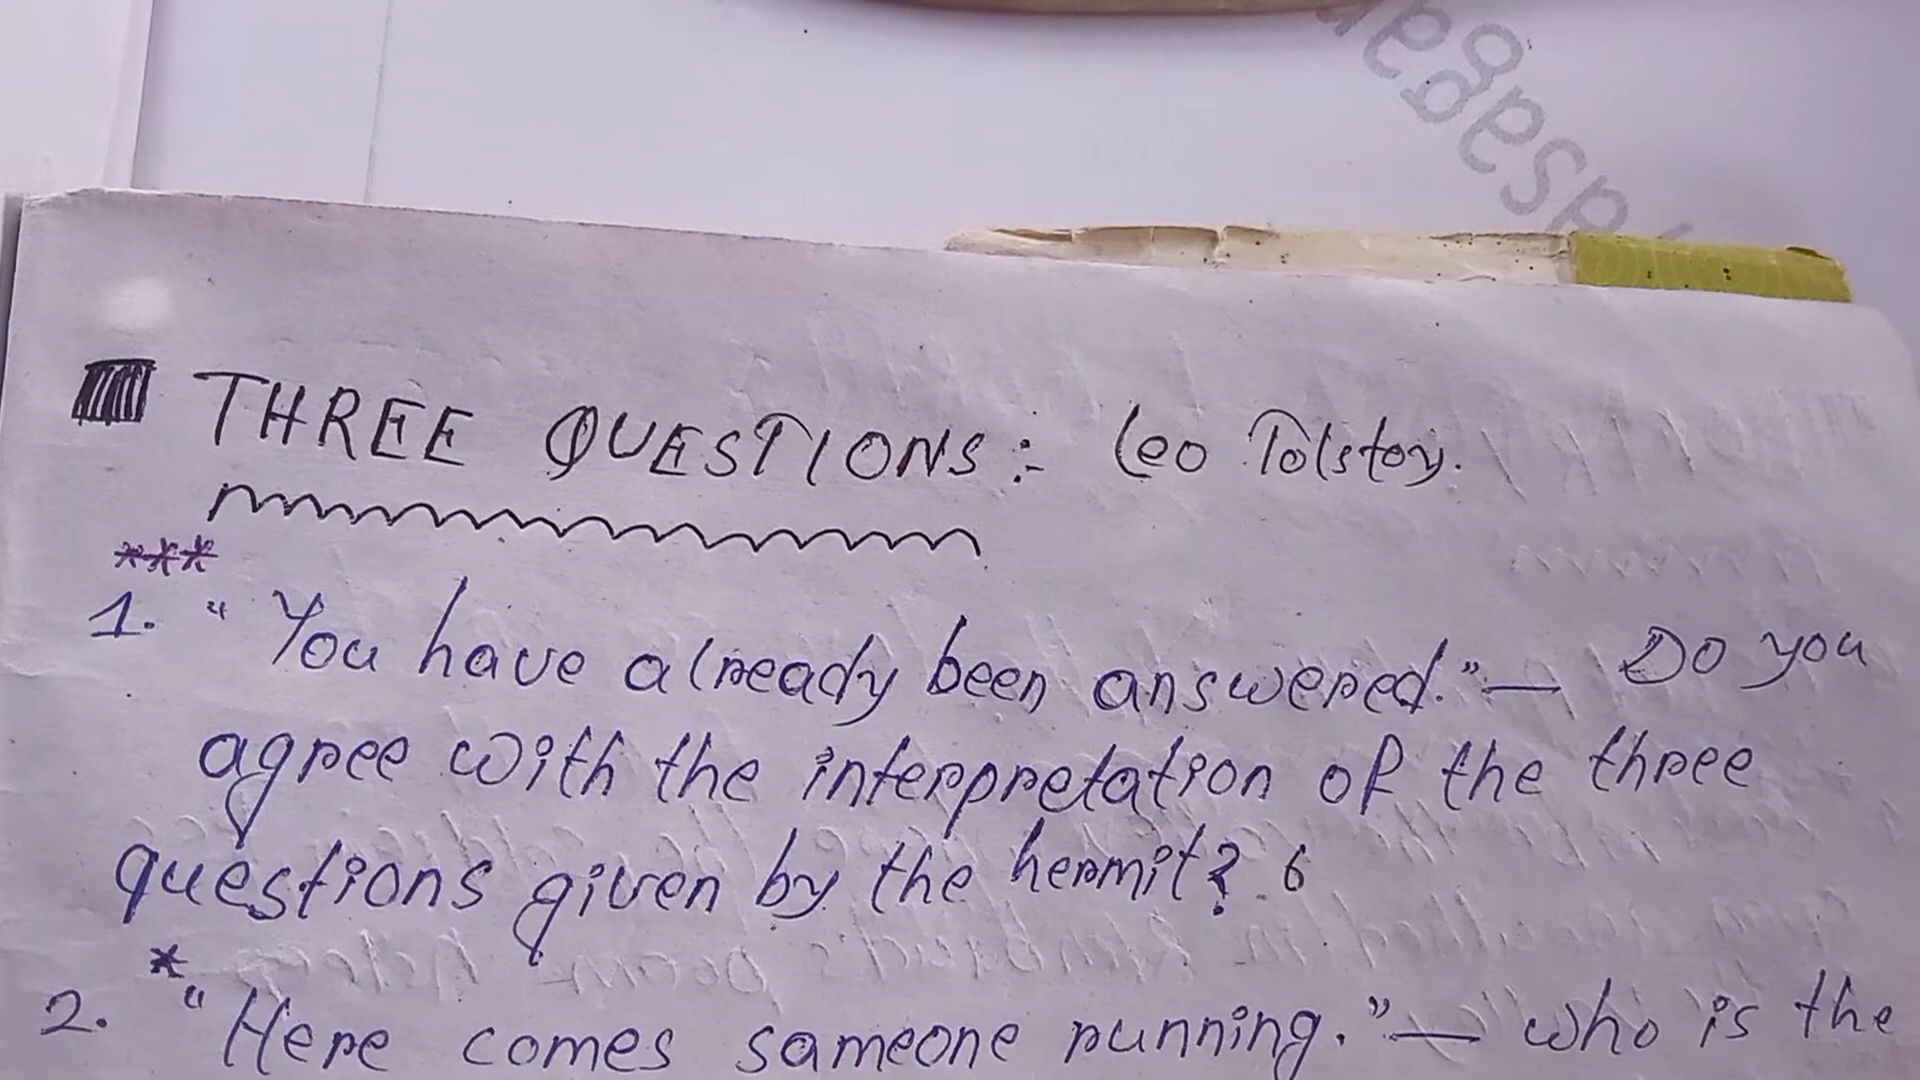 THREE QUESTIONS:- Leo Tolstoy.
***
1. "You have already been answered."— Do you
agree with the interpretation of the three
questions given by the hermit? 6
*
2. "Here comes someone running."— who is the